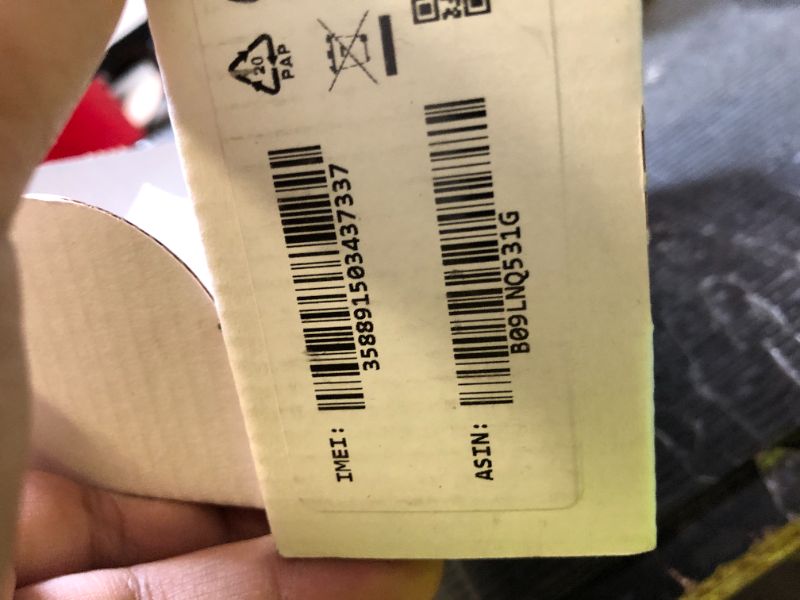 20
PAP
IMEI:
358891503437337
ASIN:
B09LNQ531G